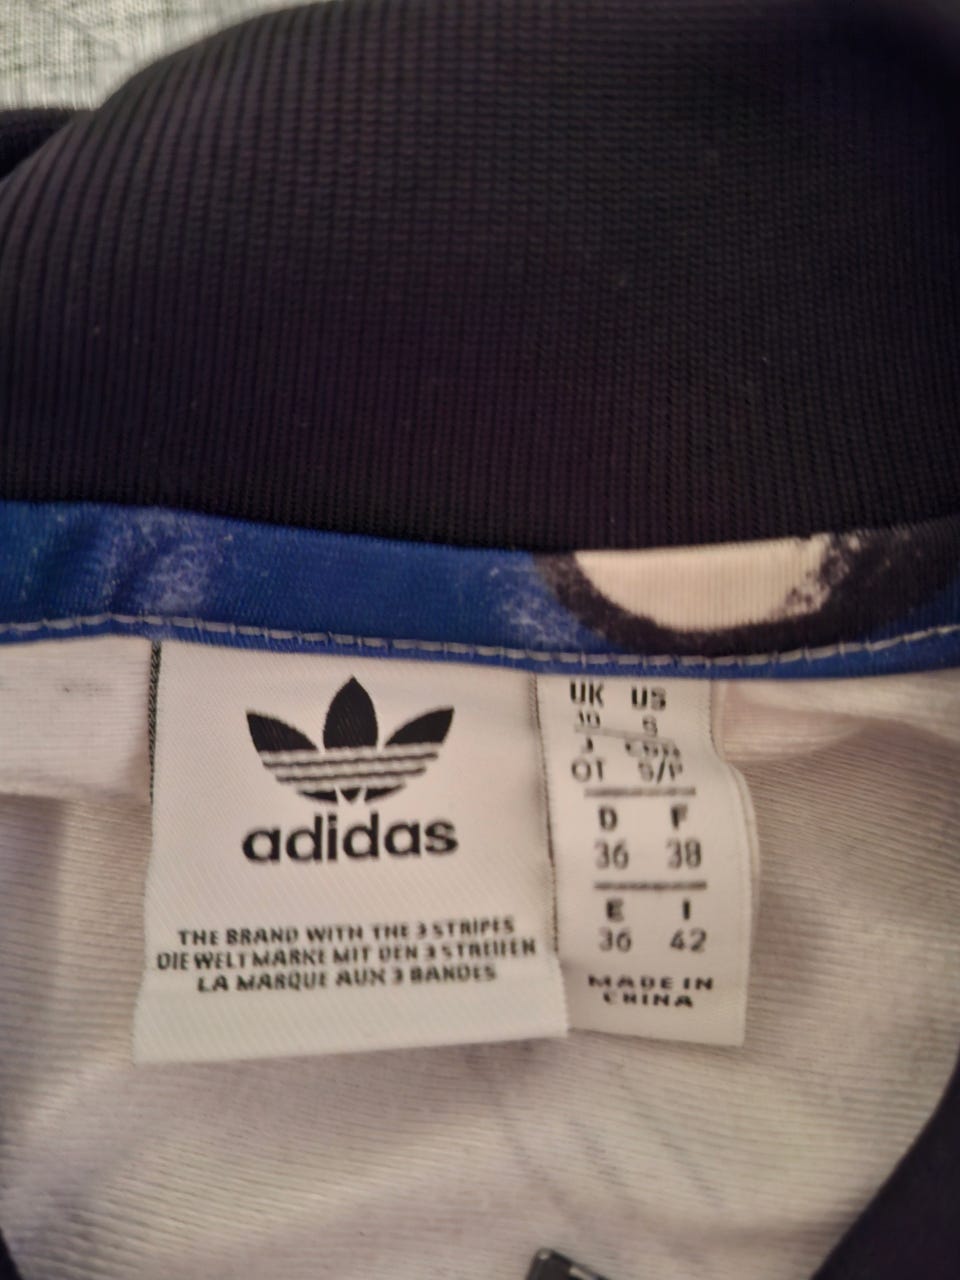 adidas
THE BRAND WITH THE 3 STRIPES
DIE WELTMARKE MIT DEN 3 STREIFEN
LA MARQUE AUX 3 BANDES
UK US
10 S
J
OT S/P
D F
36 38
E I
36 42
MADE IN
CHINA